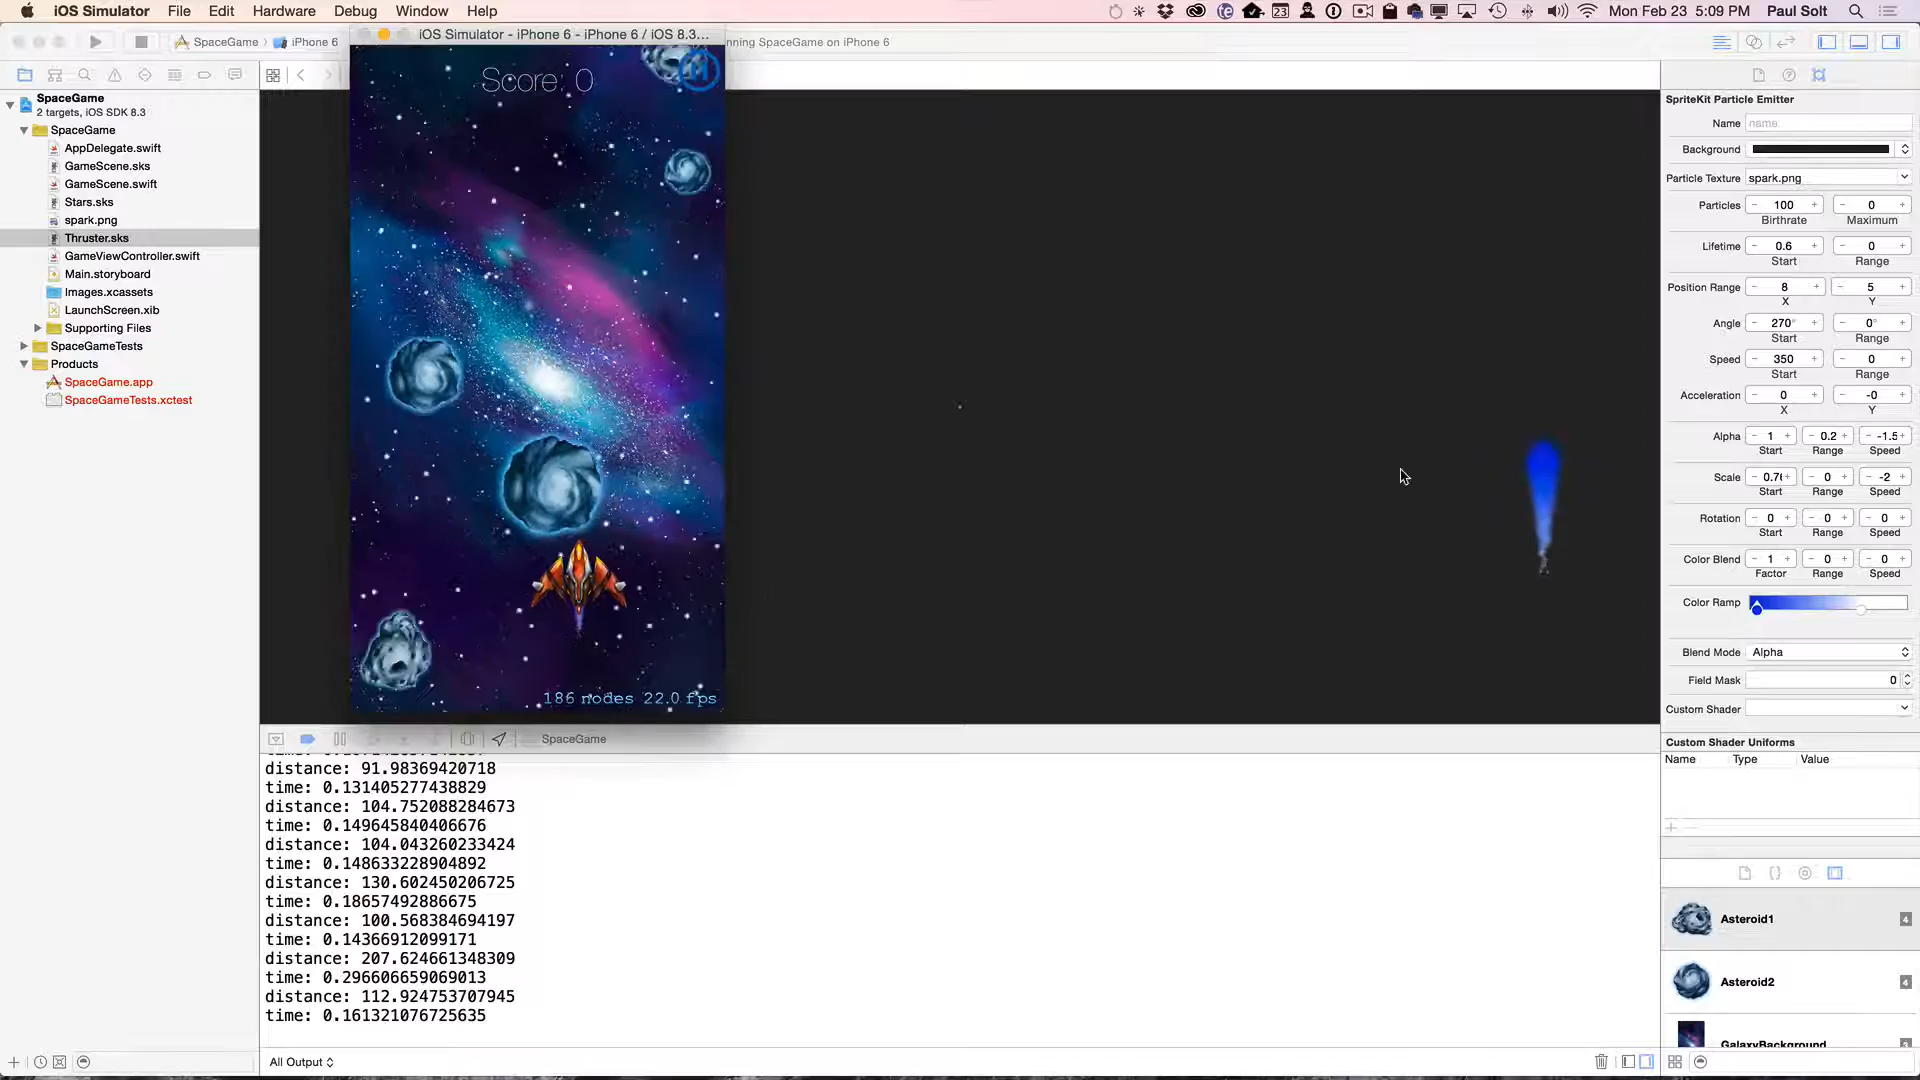 iOS Simulator File Edit Hardware Debug Window Help
23 Mon Feb 23 5:09 PM Paul Solt
SpaceGame iPhone 6
iOS Simulator - iPhone 6 - iPhone 6 / iOS 8.3...
nning SpaceGame on iPhone 6
SpaceGame
2 targets, iOS SDK 8.3
SpaceGame
AppDelegate.swift
GameScene.sks
GameScene.swift
Stars.sks
spark.png
Thruster.sks
GameViewController.swift
Main.storyboard
Images.xcassets
LaunchScreen.xib
Supporting Files
SpaceGameTests
Products
SpaceGame.app
SpaceGameTests.xctest
Score: 0
186 nodes 22.0 fps
SpaceGame
distance: 91.98369420718
time: 0.131405277438829
distance: 104.752088284673
time: 0.149645840406676
distance: 104.043260233424
time: 0.148633228904892
distance: 130.602450206725
time: 0.18657492886675
distance: 100.568384694197
time: 0.14366912099171
distance: 207.624661348309
time: 0.296606659069013
distance: 112.924753707945
time: 0.161321076725635
All Output
SpriteKit Particle Emitter
Name name
Background
Particle Texture spark.png
Particles - 100 + - 0 +
Birthrate Maximum
Lifetime - 0.6 + - 0 +
Start Range
Position Range - 8 + - 5 +
X Y
Angle - 270° + - 0° +
Start Range
Speed - 350 + - 0 +
Start Range
Acceleration - 0 + - -0 +
X Y
Alpha - 1 + - 0.2 + - -1.5 +
Start Range Speed
Scale - 0.7 + - 0 + - -2 +
Start Range Speed
Rotation - 0 + - 0 + - 0 +
Start Range Speed
Color Blend - 1 + - 0 + - 0 +
Factor Range Speed
Color Ramp
Blend Mode Alpha
Field Mask 0
Custom Shader
Custom Shader Uniforms
Name Type Value
+
Asteroid1 4
Asteroid2 4
GalaxyBackground